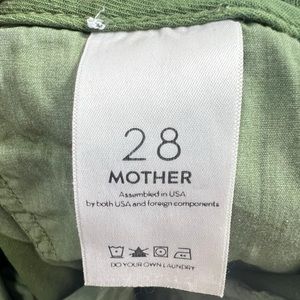 28
MOTHER
Assembled in USA
by both USA and foreign components
DO YOUR OWN LAUNDRY